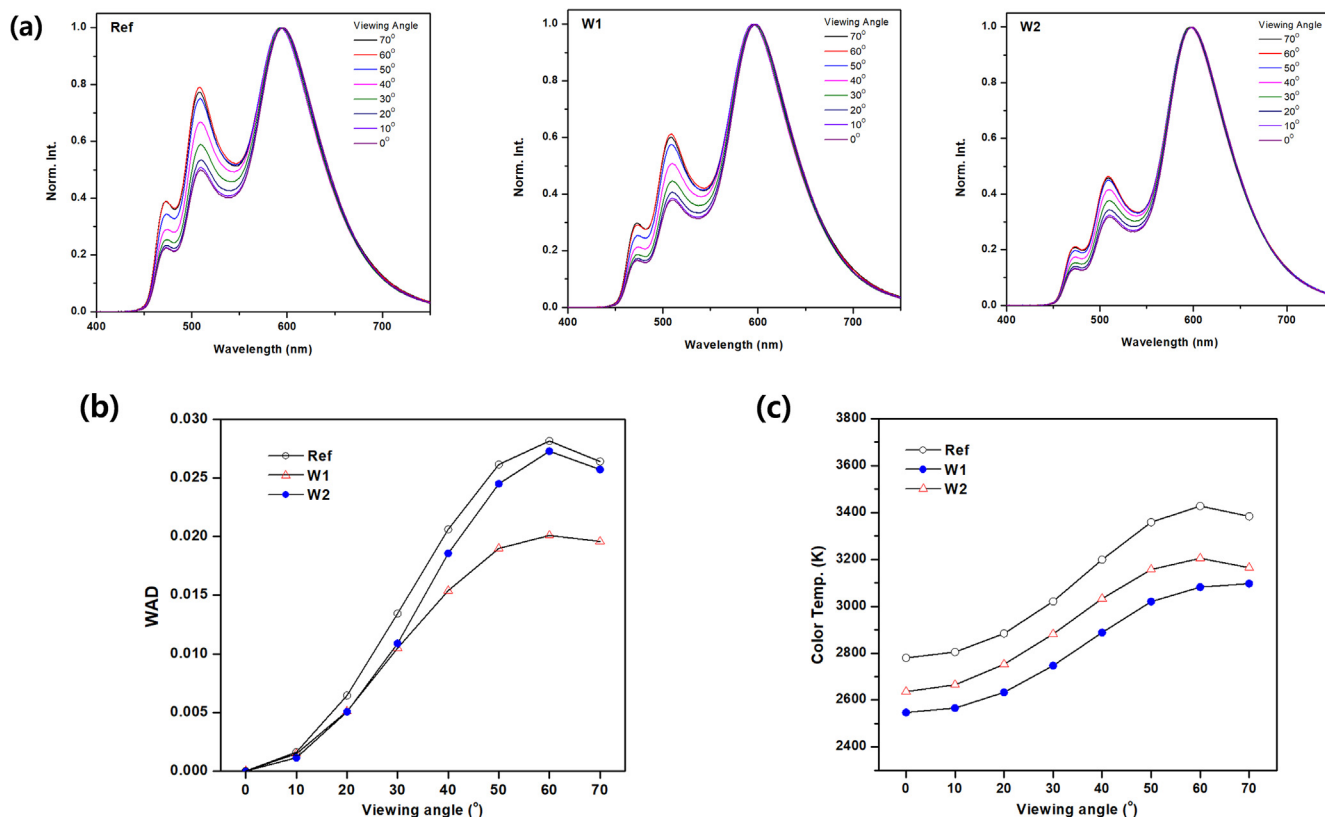 (a)
Ref
Viewing Angle
70°
60°
50°
40°
30°
20°
10°
0°
Norm. Int.
1.0
0.8
0.6
0.4
0.2
0.0
400 500 600 700
Wavelength (nm)
W1
Viewing Angle
70°
60°
50°
40°
30°
20°
10°
0°
Norm. Int.
1.0
0.8
0.6
0.4
0.2
0.0
400 500 600 700
Wavelength (nm)
W2
Viewing Angle
70°
60°
50°
40°
30°
20°
10°
0°
Norm. Int.
1.0
0.8
0.6
0.4
0.2
0.0
400 500 600 700
Wavelength (nm)
(b)
Ref
W1
W2
WAD
0.030
0.025
0.020
0.015
0.010
0.005
0.000
0 10 20 30 40 50 60 70
Viewing angle (°)
(c)
Ref
W1
W2
Color Temp. (K)
3800
3600
3400
3200
3000
2800
2600
2400
0 10 20 30 40 50 60 70
Viewing angle (°)